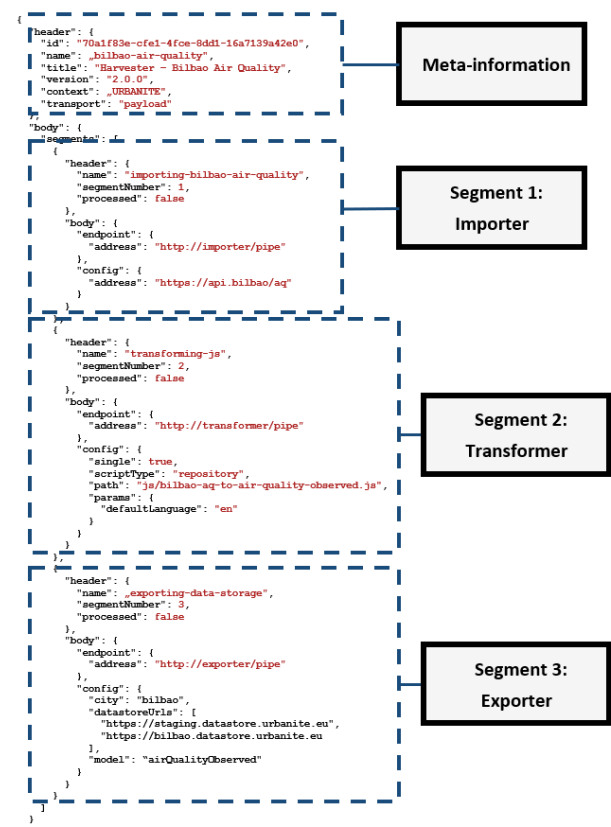 {
"header": {
"id": "70a1f83e-cfe1-4fce-8dd1-16a7139a42e0",
"name": „bilbao-air-quality",
"title": "Harvester – Bilbao Air Quality",
"version": "2.0.0",
"context": „URBANITE",
"transport": "payload"
},
"body": {
"segments": [
{
"header": {
"name": "importing-bilbao-air-quality",
"segmentNumber": 1,
"processed": false
},
"body": {
"endpoint": {
"address": "http://importer/pipe"
},
"config": {
"address": "https://api.bilbao/aq"
}
}
},
{
"header": {
"name": "transforming-js",
"segmentNumber": 2,
"processed": false
},
"body": {
"endpoint": {
"address": "http://transformer/pipe"
},
"config": {
"single": true,
"scriptType": "repository",
"path": "js/bilbao-aq-to-air-quality-observed.js",
"params": {
"defaultLanguage": "en"
}
}
}
},
{
"header": {
"name": „exporting-data-storage",
"segmentNumber": 3,
"processed": false
},
"body": {
"endpoint": {
"address": "http://exporter/pipe"
},
"config": {
"city": "bilbao",
"datastoreUrls": [
"https://staging.datastore.urbanite.eu",
"https://bilbao.datastore.urbanite.eu
],
"model": “airQualityObserved"
}
}
}
]
}
Meta-information
Segment 1:
Importer
Segment 2:
Transformer
Segment 3:
Exporter